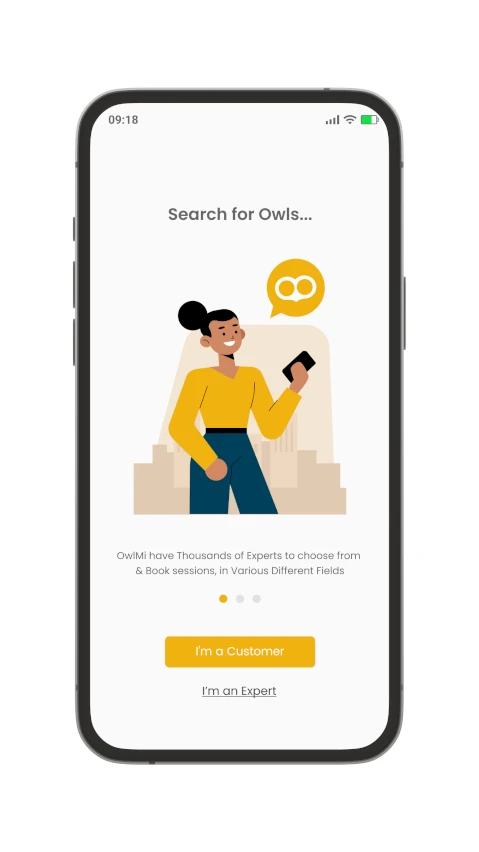 09:18
Search for Owls...
OwlMi have Thousands of Experts to choose from
& Book sessions, in Various Different Fields
I'm a Customer
I'm an Expert